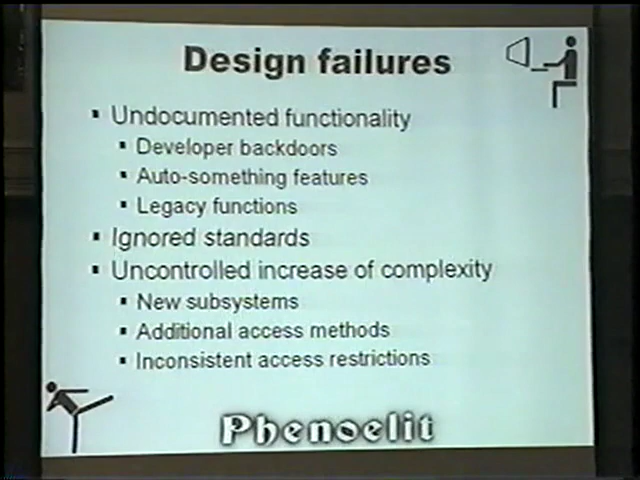 Design failures
Undocumented functionality
Developer backdoors
Auto-something features
Legacy functions
Ignored standards
Uncontrolled increase of complexity
New subsystems
Additional access methods
Inconsistent access restrictions
Phenoelit